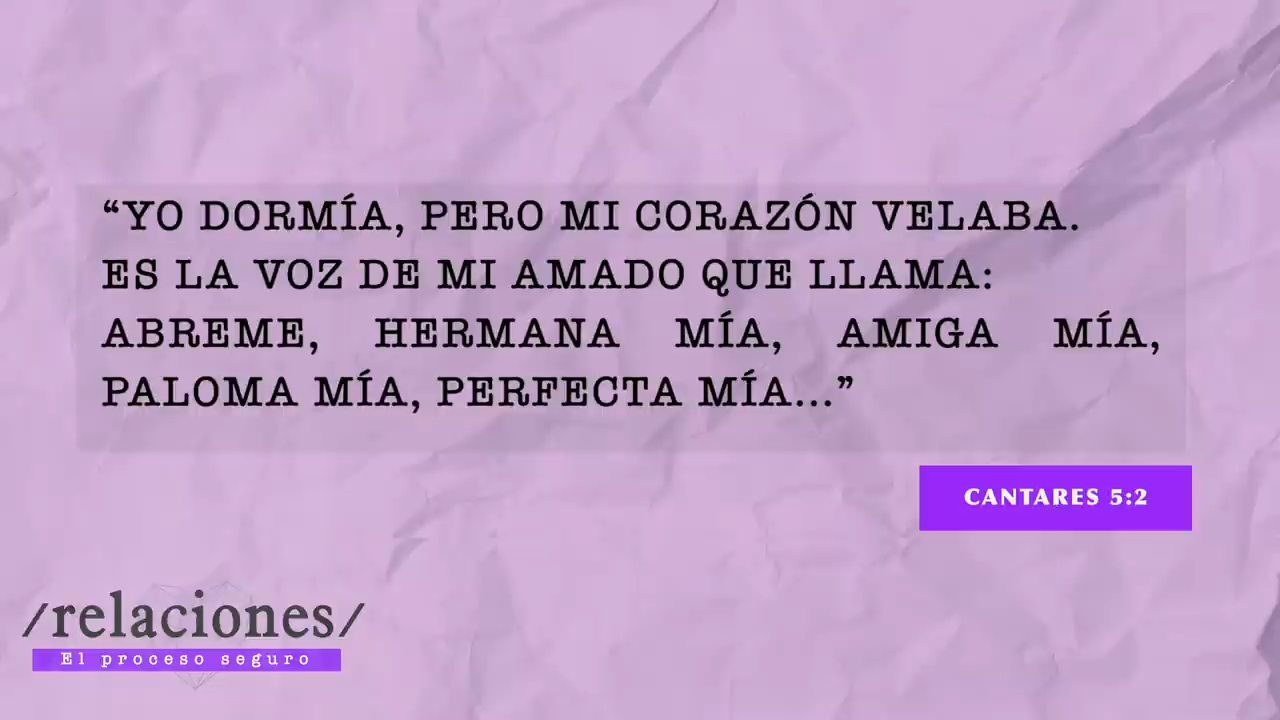 “YO DORMÍA, PERO MI CORAZÓN VELABA.
ES LA VOZ DE MI AMADO QUE LLAMA:
ABREME, HERMANA MÍA, AMIGA MÍA,
PALOMA MÍA, PERFECTA MÍA...”
CANTARES 5:2
/relaciones/
El proceso seguro